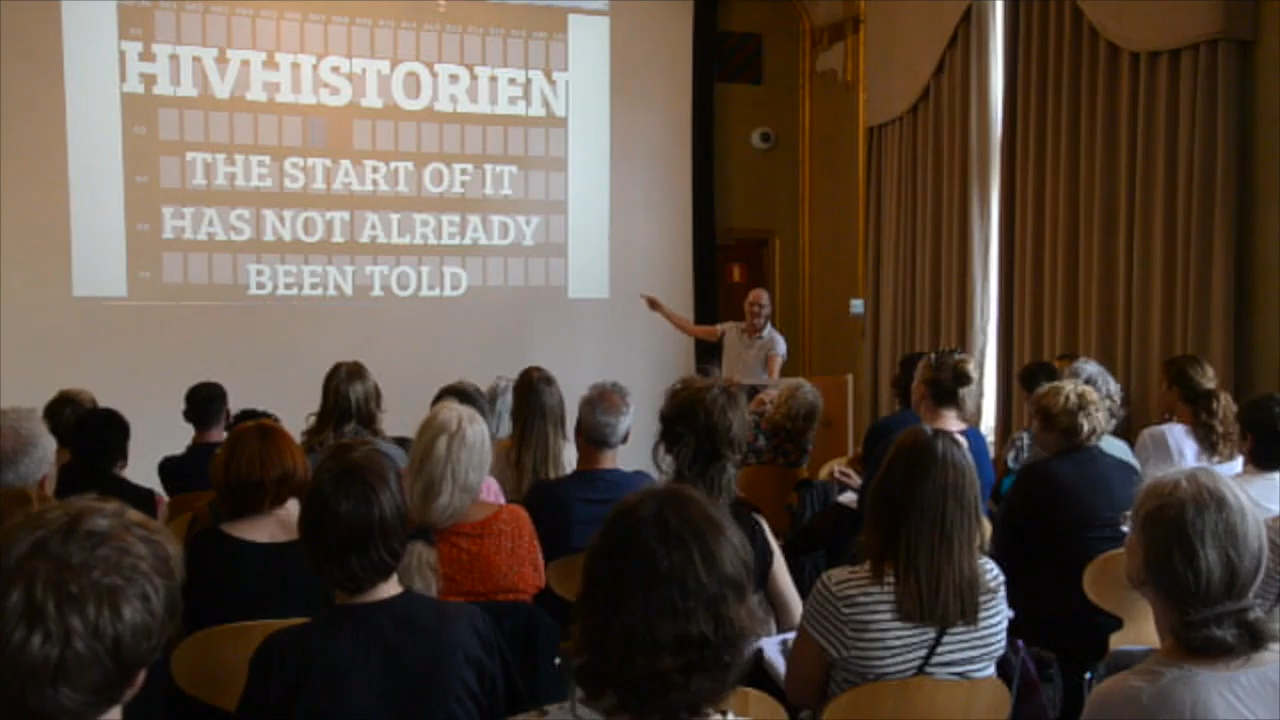 HIVHISTORIEN
THE START OF IT
HAS NOT ALREADY
BEEN TOLD